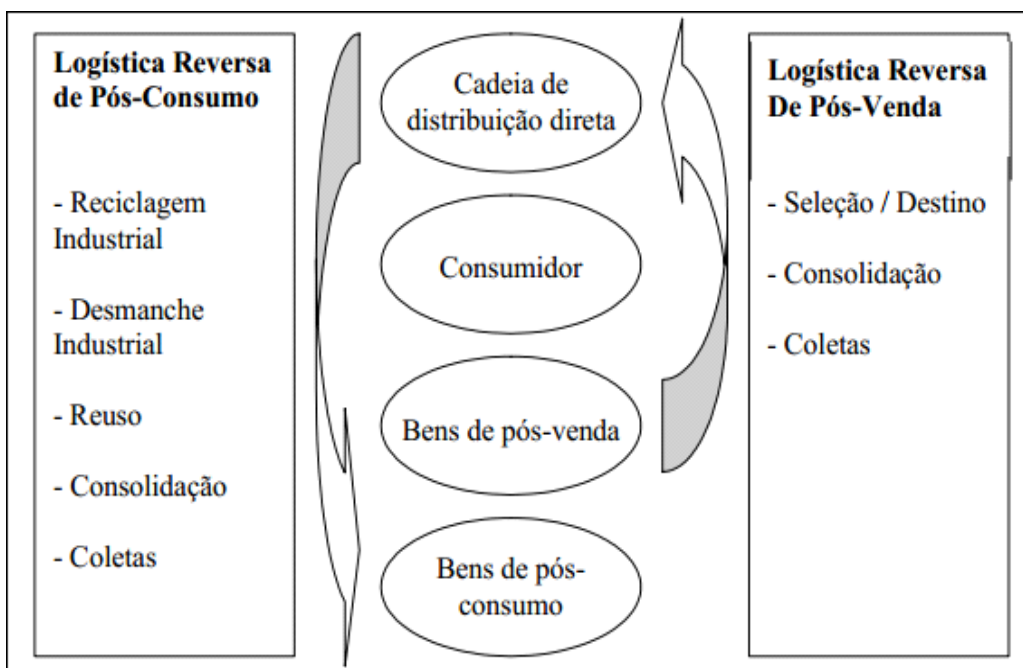 Logística Reversa
de Pós-Consumo
- Reciclagem
Industrial
- Desmanche
Industrial
- Reuso
- Consolidação
- Coletas
Cadeia de
distribuição direta
Consumidor
Bens de pós-venda
Bens de pós-
consumo
Logística Reversa
De Pós-Venda
- Seleção / Destino
- Consolidação
- Coletas